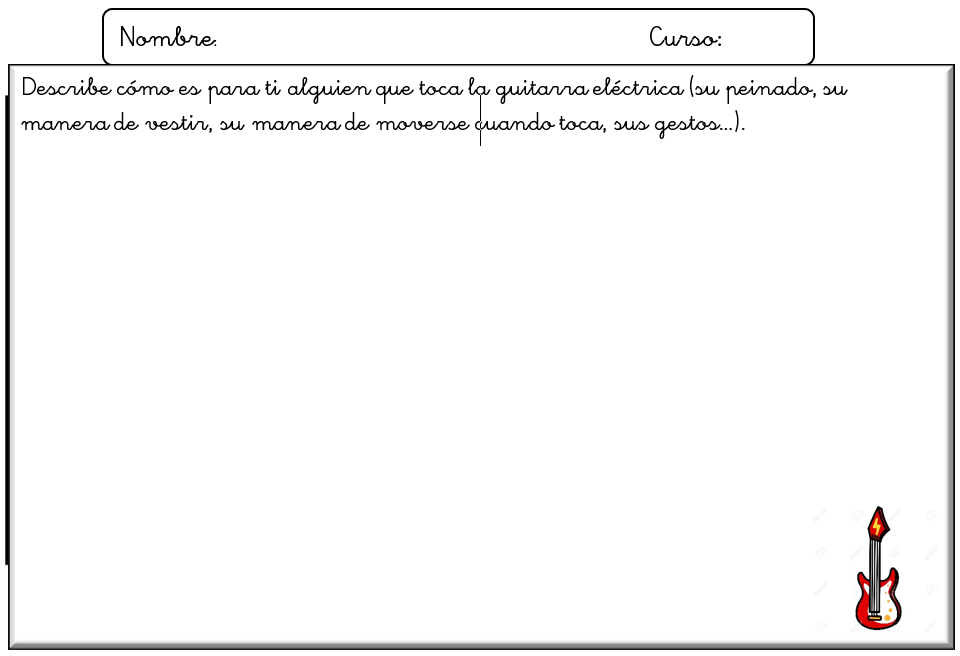 Nombre: Curso:
Describe cómo es para ti alguien que toca la guitarra eléctrica (su peinado, su
manera de vestir, su manera de moverse cuando toca, sus gestos...).